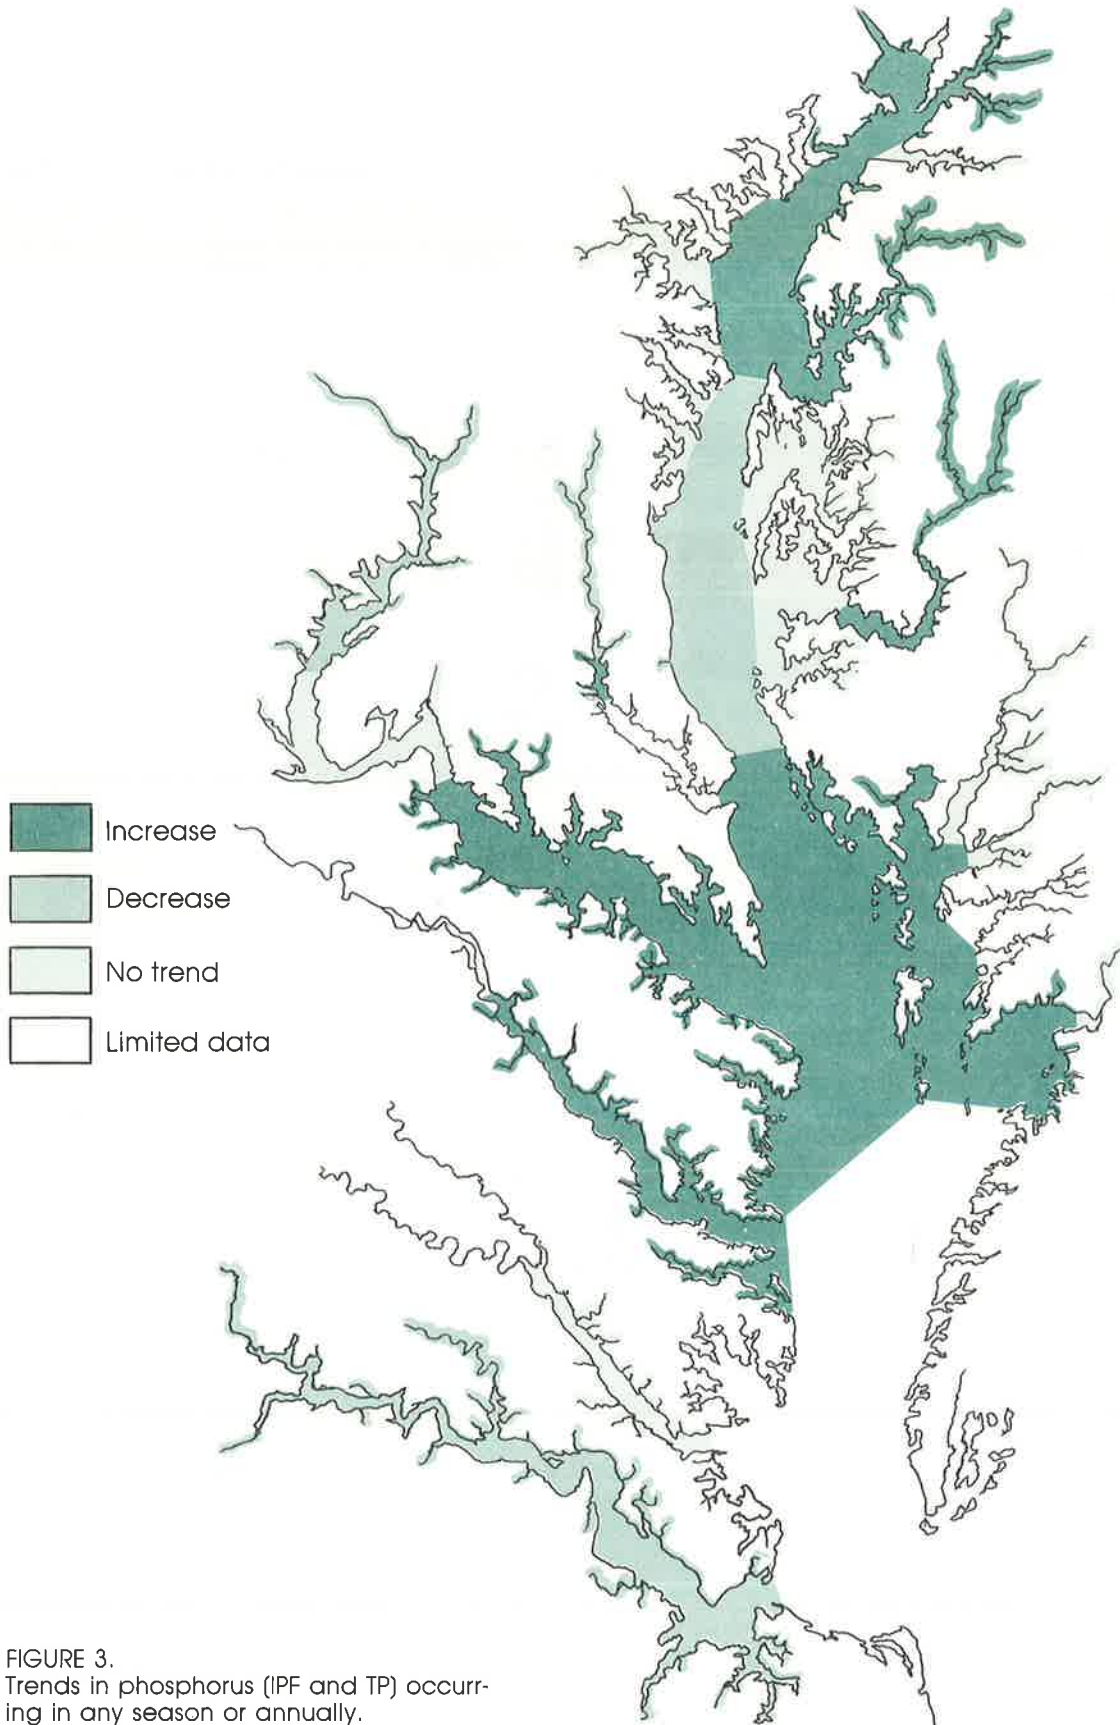 Increase
Decrease
No trend
Limited data
FIGURE 3.
Trends in phosphorus (IPF and TP) occurr-
ing in any season or annually.